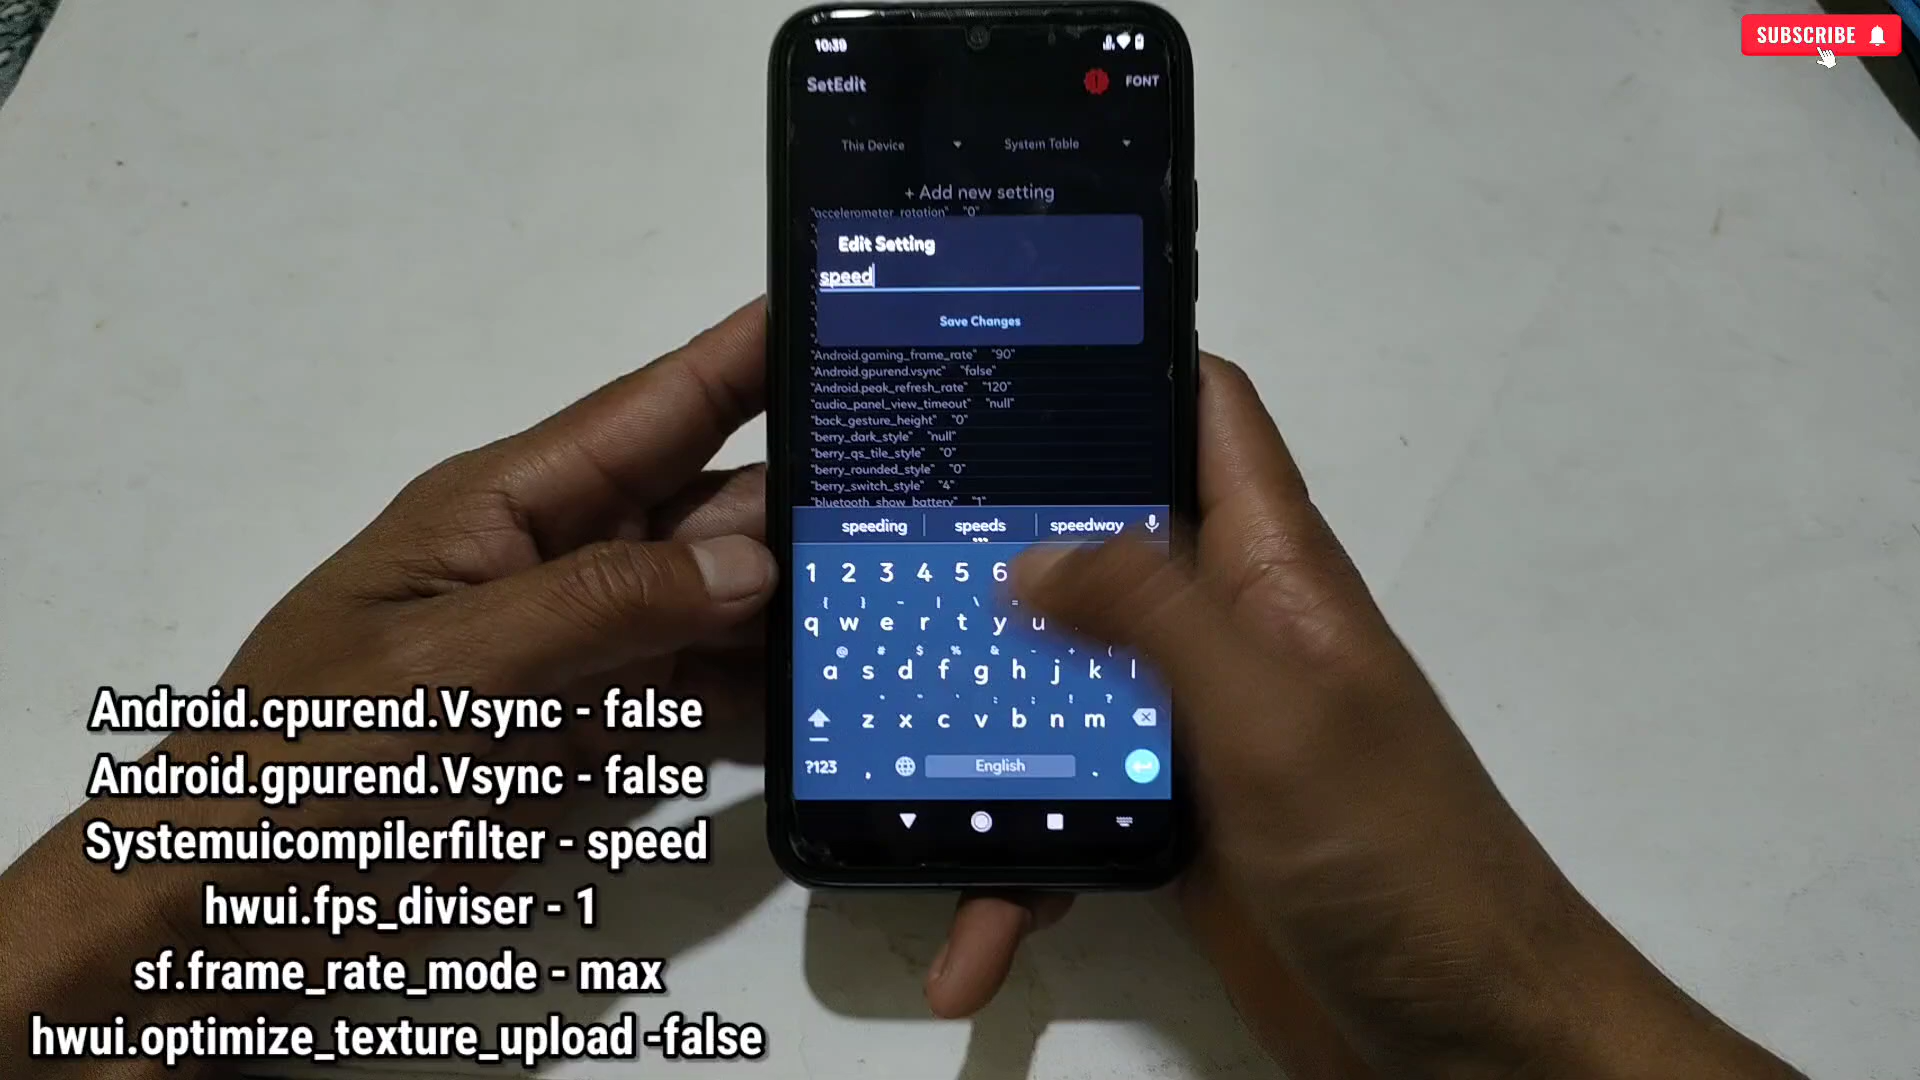 SUBSCRIBE
10:39
SetEdit
FONT
This Device
System Table
+ Add new setting
"accelerometer_rotation" "0"
Edit Setting
speed
Save Changes
"Android.gaming_frame_rate" "90"
"Android.gpurend.vsync" "false"
"Android.peak_refresh_rate" "120"
"audio_panel_view_timeout" "null"
"back_gesture_height" "0"
"berry_dark_style" "null"
"berry_qs_tile_style" "0"
"berry_rounded_style" "0"
"berry_switch_style" "4"
"bluetooth_show_battery" "1"
speeding speeds speedway
1 2 3 4 5 6
{ } - | \ =
q w e r t y u
@ # $ % & - + (
a s d f g h j k l
z x c v b n m
?123 , English .
Android.cpurend.Vsync - false
Android.gpurend.Vsync - false
Systemuicompilerfilter - speed
hwui.fps_diviser - 1
sf.frame_rate_mode - max
hwui.optimize_texture_upload -false